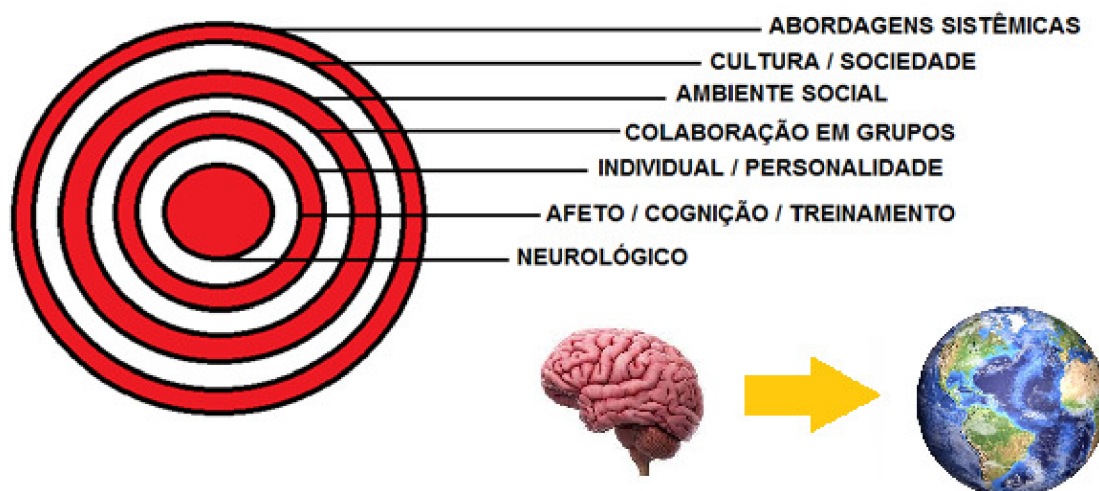 ABORDAGENS SISTÊMICAS
CULTURA / SOCIEDADE
AMBIENTE SOCIAL
COLABORAÇÃO EM GRUPOS
INDIVIDUAL / PERSONALIDADE
AFETO / COGNIÇÃO / TREINAMENTO
NEUROLÓGICO